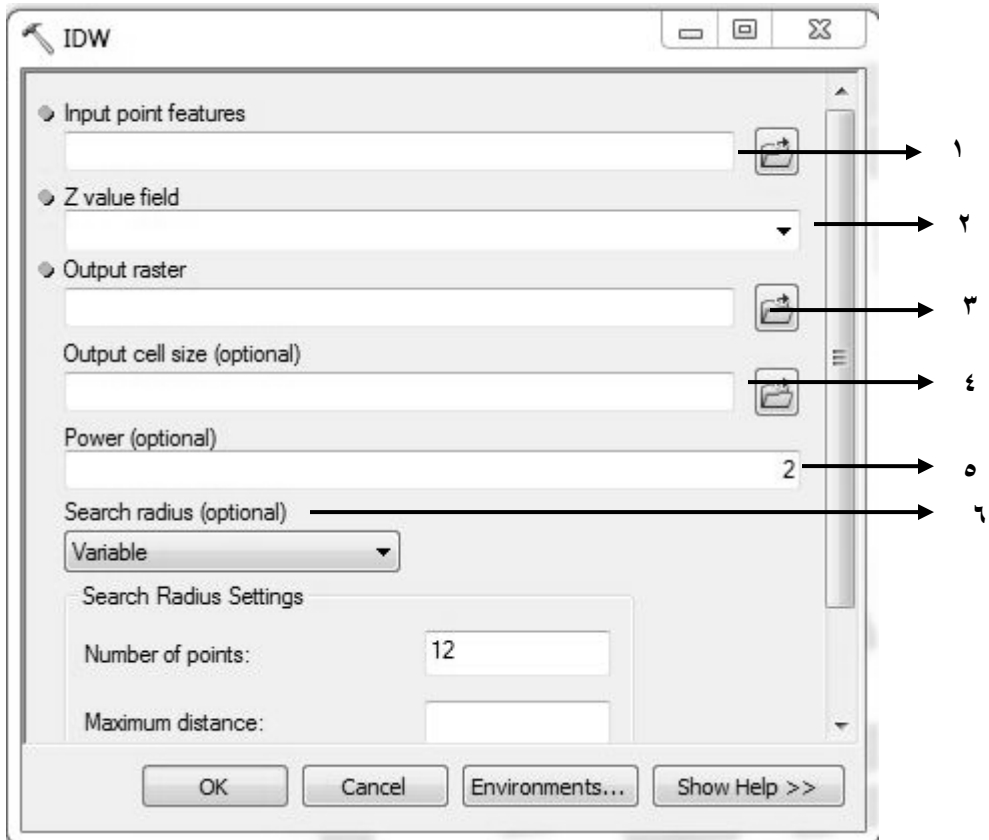 IDW
Input point features
١
Z value field
٢
Output raster
٣
Output cell size (optional)
٤
Power (optional)
2
٥
Search radius (optional)
٦
Variable
Search Radius Settings
Number of points: 12
Maximum distance:
OK Cancel Environments... Show Help >>